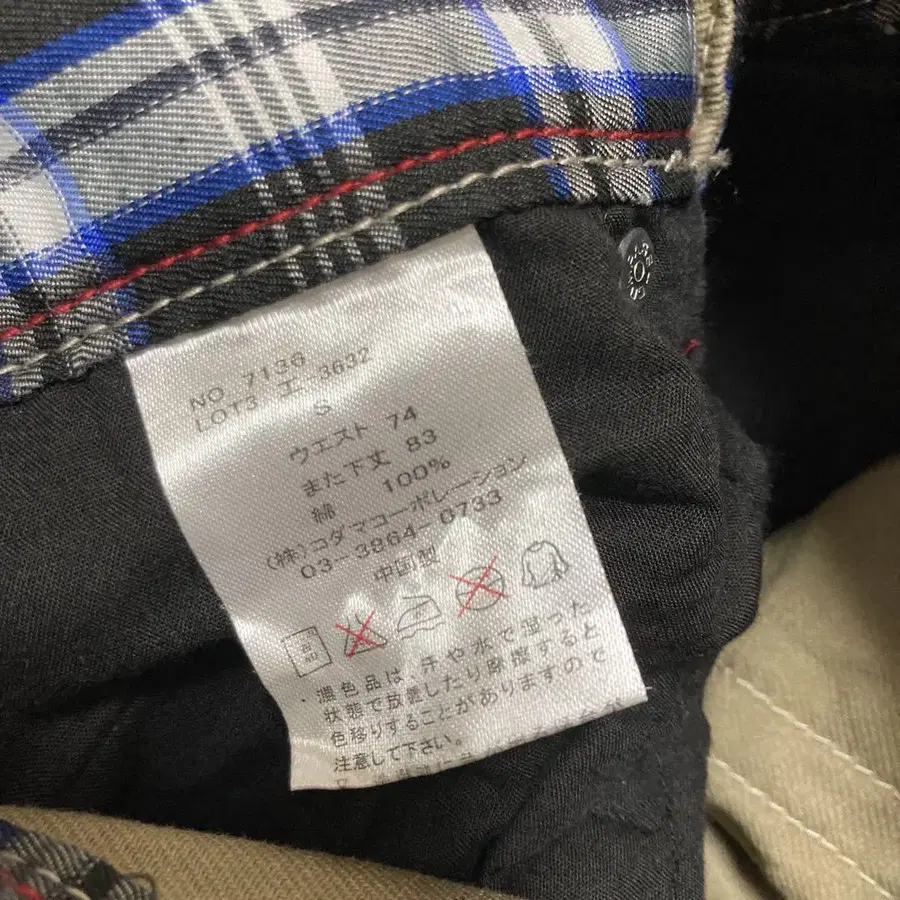 NO 7136
LOT3 工 3632
S
ウエスト 74
また下丈 83
綿 100%
(株)コダマコーポレーション
03-3864-0733
中国製
・濃色品は、汗や水で湿った
状態で放置したり摩擦すると
色移りすることがありますので
注意して下さい。